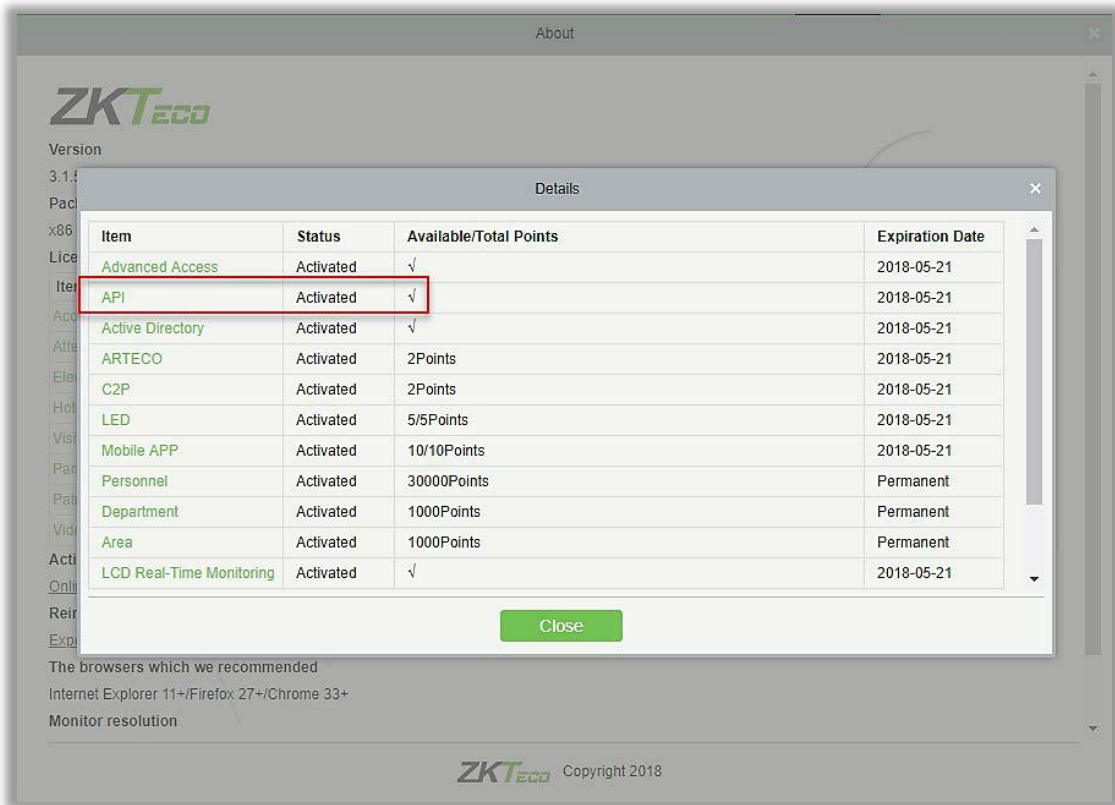 About
ZKTeco
Version
3.1.5
Details
x86
Item Status Available/Total Points Expiration Date
Advanced Access Activated √ 2018-05-21
API Activated √ 2018-05-21
Active Directory Activated √ 2018-05-21
ARTECO Activated 2Points 2018-05-21
C2P Activated 2Points 2018-05-21
LED Activated 5/5Points 2018-05-21
Mobile APP Activated 10/10Points 2018-05-21
Personnel Activated 30000Points Permanent
Department Activated 1000Points Permanent
Area Activated 1000Points Permanent
LCD Real-Time Monitoring Activated √ 2018-05-21
Close
The browsers which we recommended
Internet Explorer 11+/Firefox 27+/Chrome 33+
Monitor resolution
ZKTeco Copyright 2018